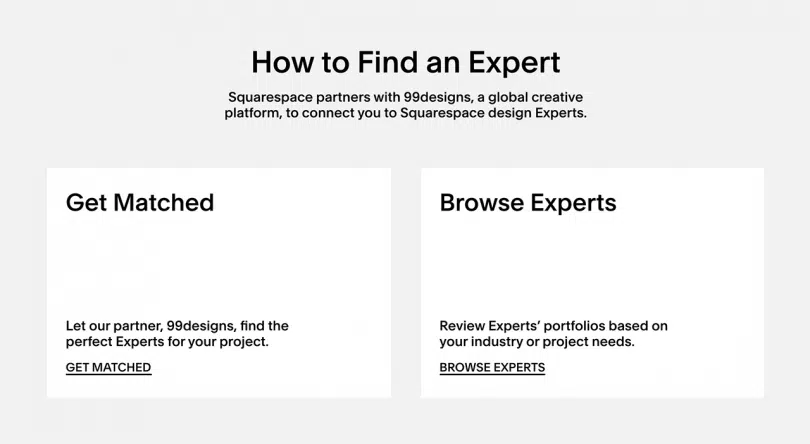 How to Find an Expert
Squarespace partners with 99designs, a global creative
platform, to connect you to Squarespace design Experts.
Get Matched
Let our partner, 99designs, find the
perfect Experts for your project.
GET MATCHED
Browse Experts
Review Experts’ portfolios based on
your industry or project needs.
BROWSE EXPERTS